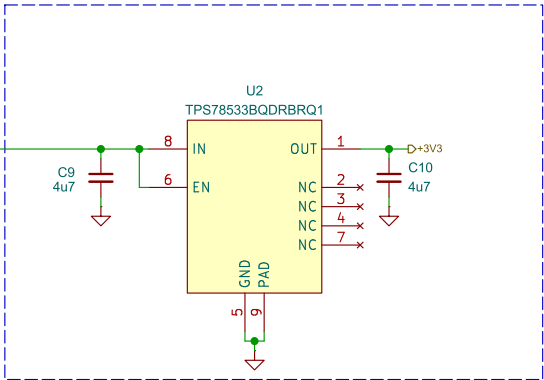 U2
TPS78533BQDRBRQ1
8 IN OUT 1
+3V3
C9
4u7
6 EN NC 2
C10
4u7
NC 3
NC 4
NC 7
GND PAD
5 9